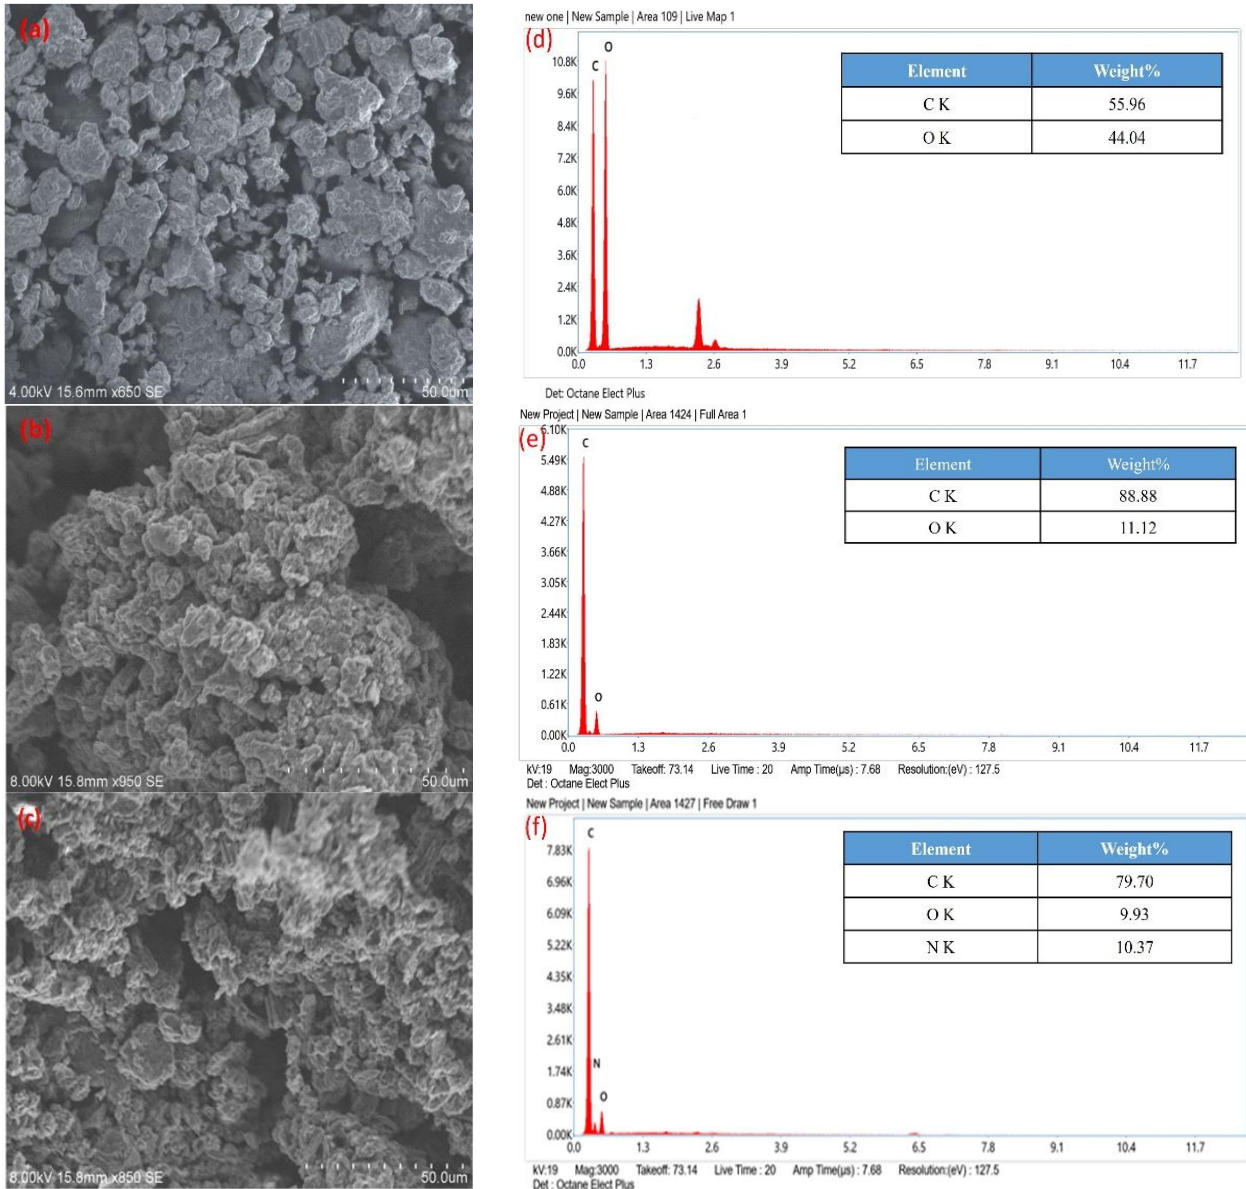 (a)
4.00kV 15.6mm x650 SE
50.0um
(b)
8.00kV 15.8mm x950 SE
50.0um
(c)
8.00kV 15.8mm x850 SE
50.0um
new one | New Sample | Area 109 | Live Map 1
(d)
C
O
10.8K
9.6K
8.4K
7.2K
6.0K
4.8K
3.6K
2.4K
1.2K
0.0K
0.0 1.3 2.6 3.9 5.2 6.5 7.8 9.1 10.4 11.7
Element Weight%
C K 55.96
O K 44.04
Det: Octane Elect Plus
New Project | New Sample | Area 1424 | Full Area 1
(e)
C
O
6.10K
5.49K
4.88K
4.27K
3.66K
3.05K
2.44K
1.83K
1.22K
0.61K
0.00K
0.0 1.3 2.6 3.9 5.2 6.5 7.8 9.1 10.4 11.7
Element Weight%
C K 88.88
O K 11.12
kV:19 Mag:3000 Takeoff: 73.14 Live Time : 20 Amp Time(µs) : 7.68 Resolution:(eV) : 127.5
Det : Octane Elect Plus
New Project | New Sample | Area 1427 | Free Draw 1
(f)
C
N
O
7.83K
6.96K
6.09K
5.22K
4.35K
3.48K
2.61K
1.74K
0.87K
0.00K
0.0 1.3 2.6 3.9 5.2 6.5 7.8 9.1 10.4 11.7
Element Weight%
C K 79.70
O K 9.93
N K 10.37
kV:19 Mag:3000 Takeoff: 73.14 Live Time : 20 Amp Time(µs) : 7.68 Resolution:(eV) : 127.5
Det : Octane Elect Plus